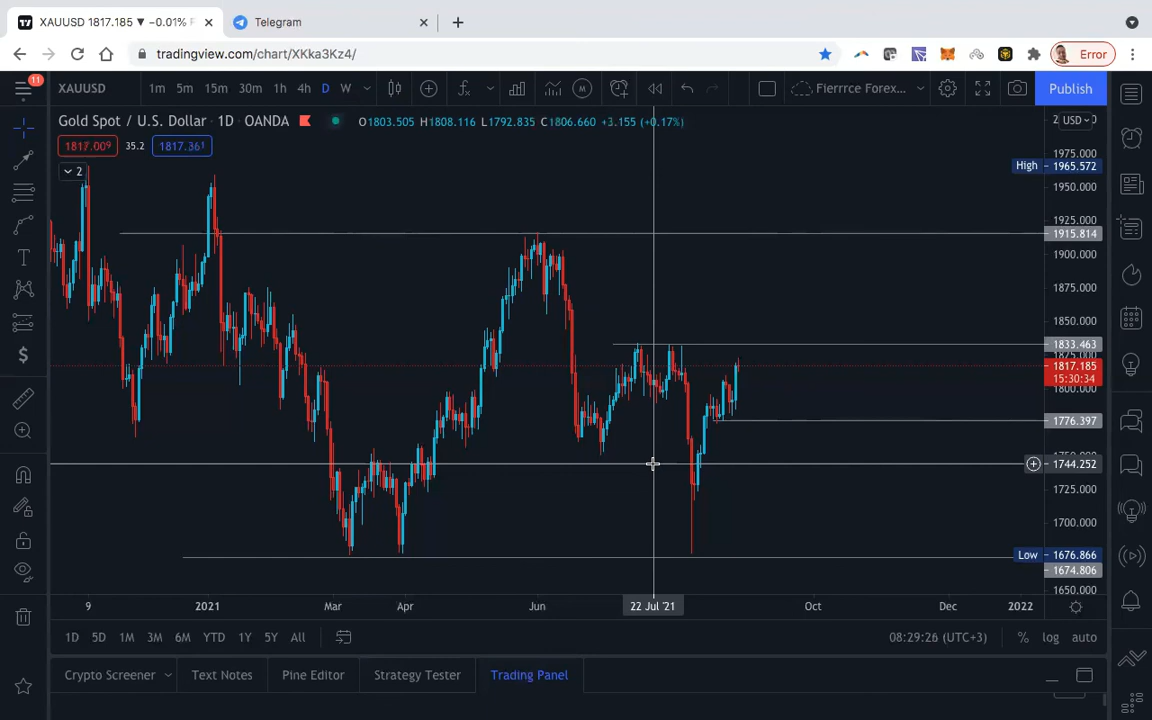 XAUUSD 1817.185 ▼ −0.01% F
Telegram
tradingview.com/chart/XKka3Kz4/
Error
11
XAUUSD 1m 5m 15m 30m 1h 4h D W Fierrrce Forex... Publish
Gold Spot / U.S. Dollar · 1D · OANDA O1803.505 H1808.116 L1792.835 C1806.660 +3.155 (+0.17%)
USD
1817.009 35.2 1817.361
2
1975.000
High 1965.572
1950.000
1925.000
1915.814
1900.000
1875.000
1850.000
1833.463
1825.000
1817.185
15:30:34
1800.000
1776.397
1744.252
1725.000
1700.000
Low 1676.866
1674.806
1650.000
9 2021 Mar Apr Jun 22 Jul '21 Oct Dec 2022
1D 5D 1M 3M 6M YTD 1Y 5Y All 08:29:26 (UTC+3) % log auto
Crypto Screener Text Notes Pine Editor Strategy Tester Trading Panel